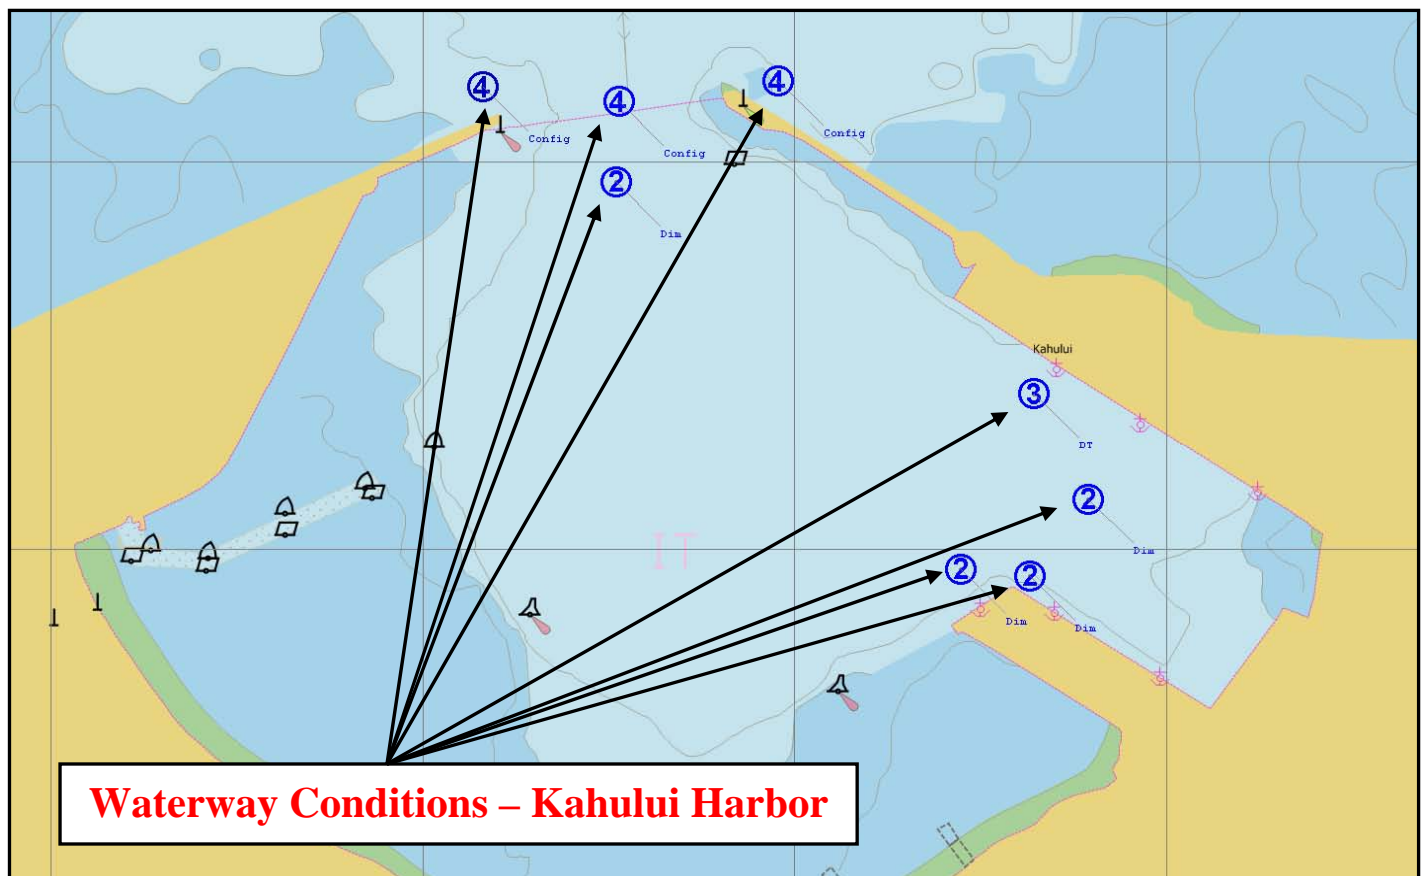 ④
④
④
Config
Config
Config
②
Dim
Kahului
③
DT
②
Dim
IT
②
②
Dim
Dim
Waterway Conditions – Kahului Harbor